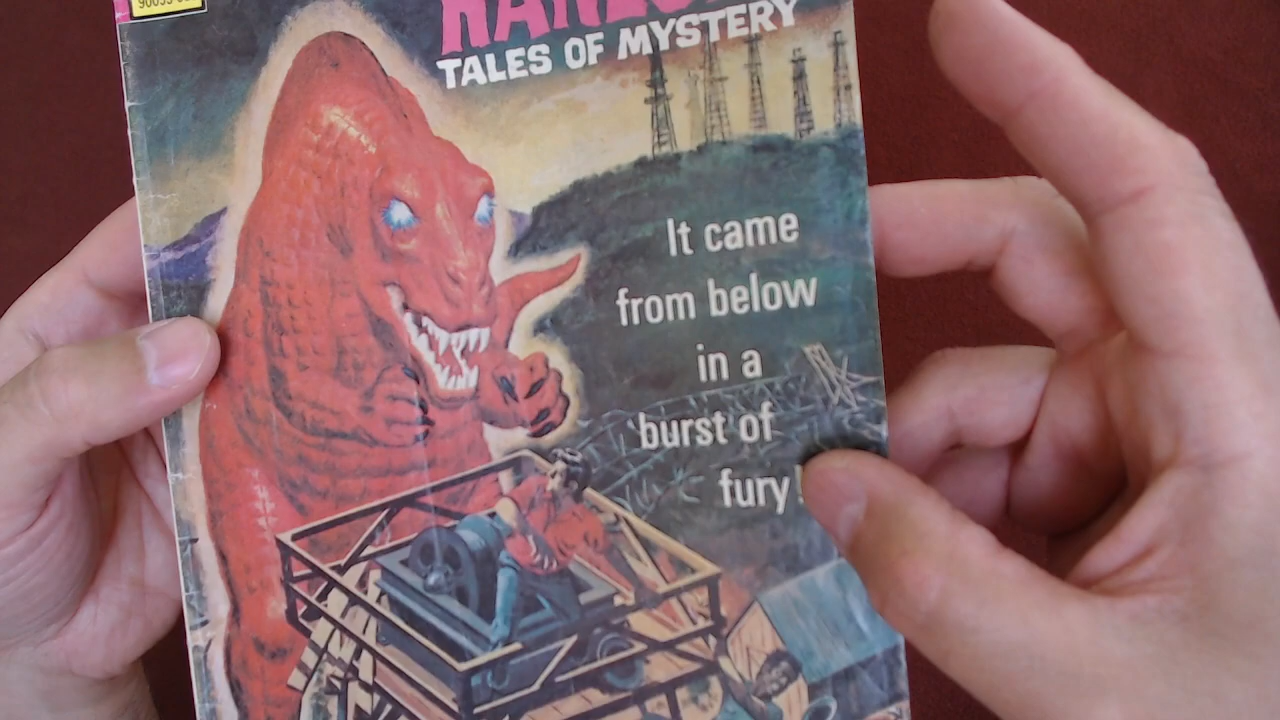 TALES OF MYSTERY
It came
from below
in a
burst of
fury!